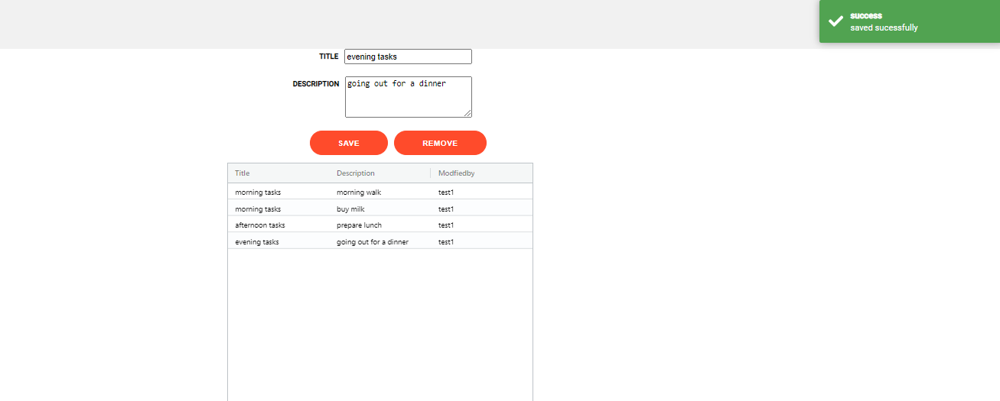 success
saved sucessfully
TITLE evening tasks
DESCRIPTION going out for a dinner
SAVE REMOVE
Title Description Modfiedby
morning tasks morning walk test1
morning tasks buy milk test1
afternoon tasks prepare lunch test1
evening tasks going out for a dinner test1